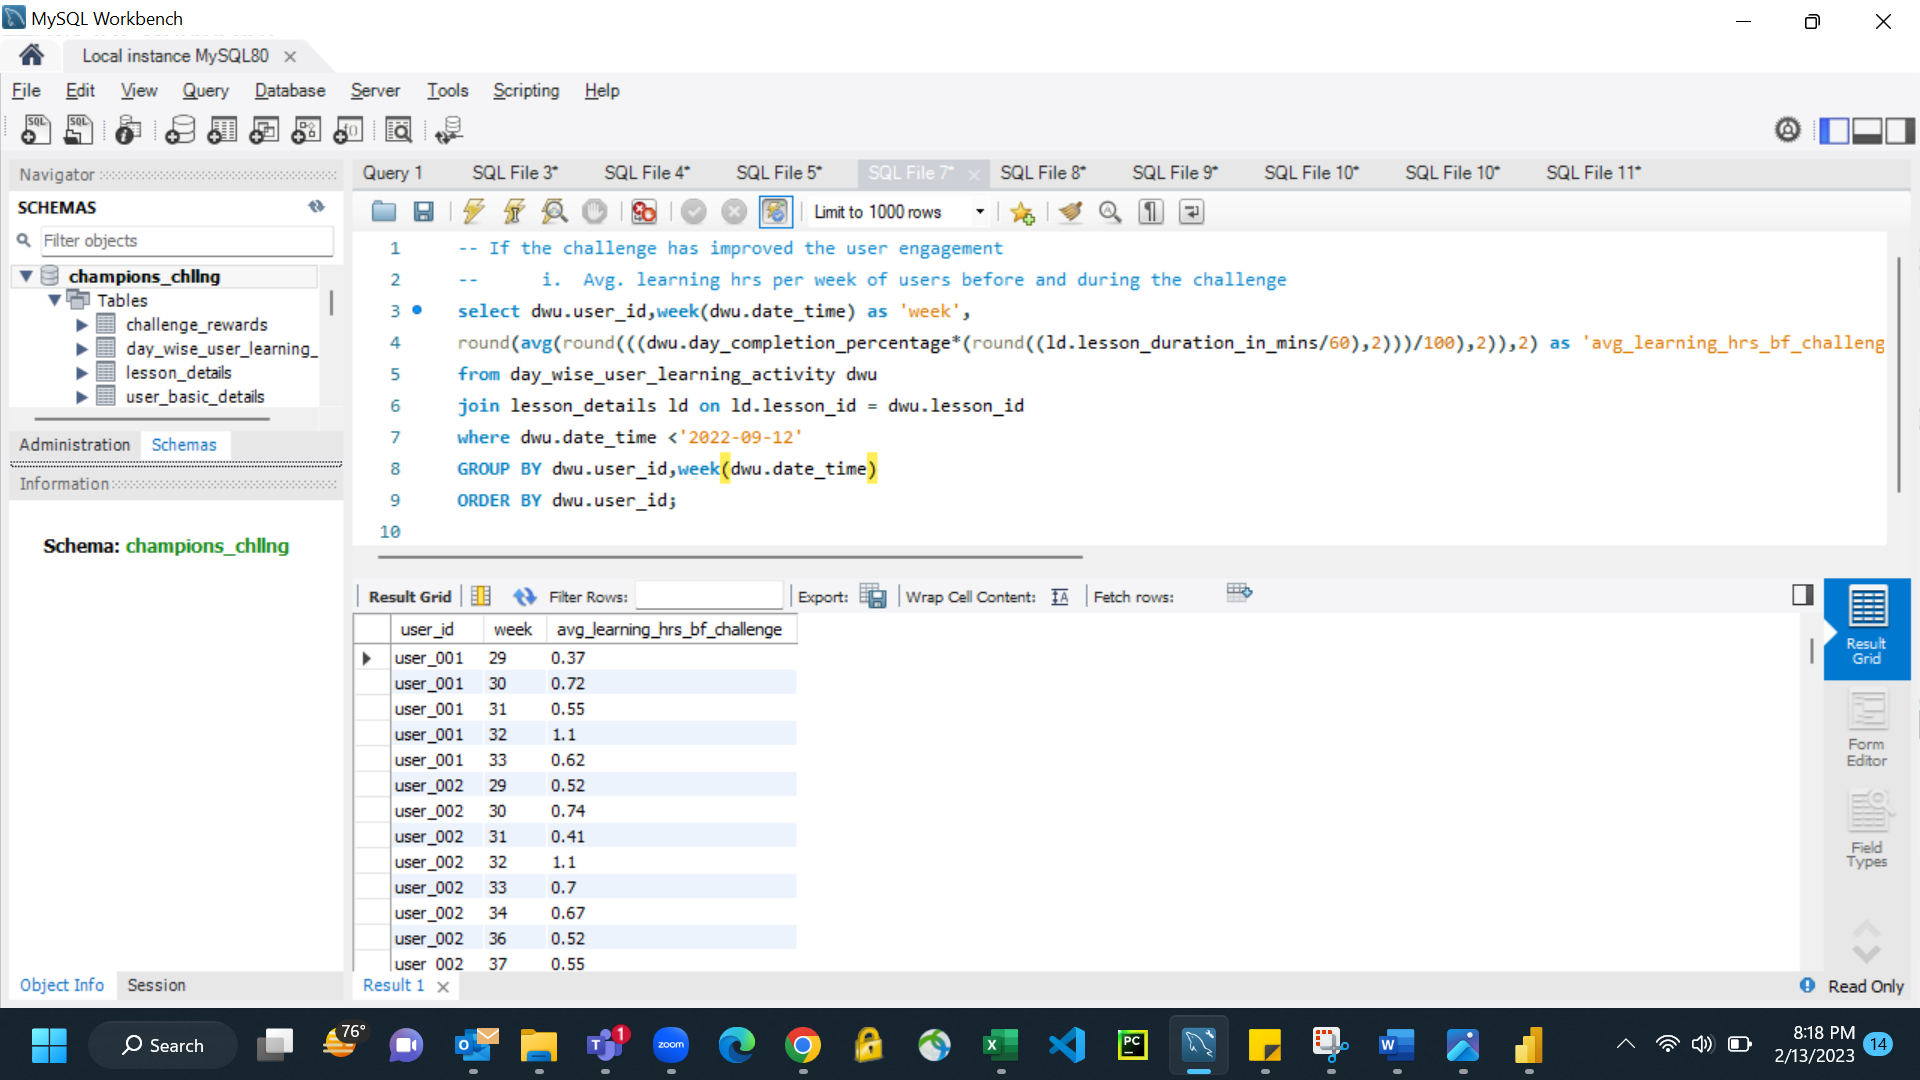 MySQL Workbench
Local instance MySQL80
File Edit View Query Database Server Tools Scripting Help
Navigator
Query 1 SQL File 3* SQL File 4* SQL File 5* SQL File 7* SQL File 8* SQL File 9* SQL File 10* SQL File 10* SQL File 11*
SCHEMAS
Limit to 1000 rows
Filter objects
champions_chllng
Tables
challenge_rewards
day_wise_user_learning_
lesson_details
user_basic_details
Administration Schemas
Information
Schema: champions_chllng
Object Info Session
1 -- If the challenge has improved the user engagement
2 -- i. Avg. learning hrs per week of users before and during the challenge
3 select dwu.user_id,week(dwu.date_time) as 'week',
4 round(avg(round(((dwu.day_completion_percentage*(round((ld.lesson_duration_in_mins/60),2)))/100),2)),2) as 'avg_learning_hrs_bf_challeng
5 from day_wise_user_learning_activity dwu
6 join lesson_details ld on ld.lesson_id = dwu.lesson_id
7 where dwu.date_time <'2022-09-12'
8 GROUP BY dwu.user_id,week(dwu.date_time)
9 ORDER BY dwu.user_id;
10
Result Grid Filter Rows: Export: Wrap Cell Content: Fetch rows:
user_id week avg_learning_hrs_bf_challenge
user_001 29 0.37
user_001 30 0.72
user_001 31 0.55
user_001 32 1.1
user_001 33 0.62
user_002 29 0.52
user_002 30 0.74
user_002 31 0.41
user_002 32 1.1
user_002 33 0.7
user_002 34 0.67
user_002 36 0.52
user_002 37 0.55
Result Grid
Form Editor
Field Types
Result 1
Read Only
Search
76°
1
zoom
PC
8:18 PM
2/13/2023
14